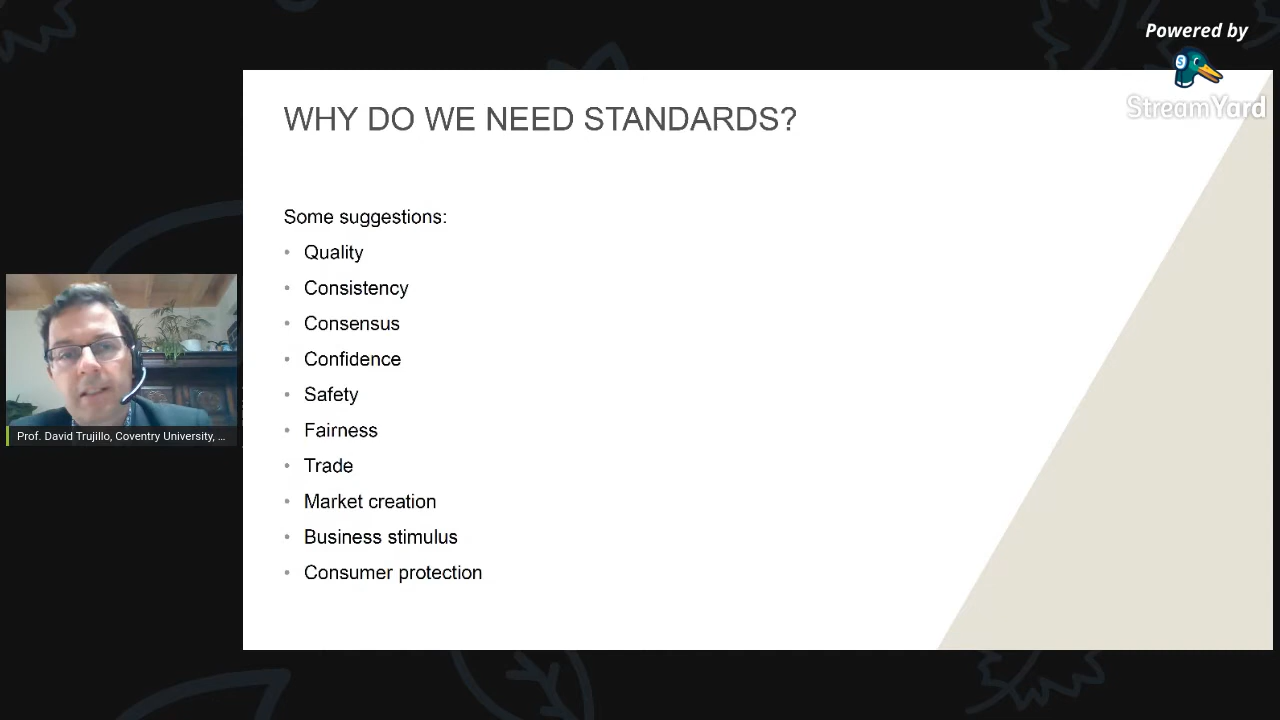 Powered by
StreamYard
WHY DO WE NEED STANDARDS?
Some suggestions:
• Quality
• Consistency
• Consensus
• Confidence
• Safety
• Fairness
• Trade
• Market creation
• Business stimulus
• Consumer protection
Prof. David Trujillo, Coventry University, ...